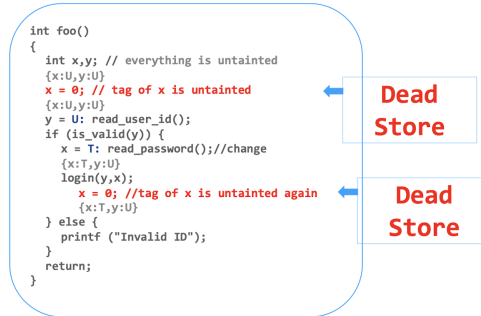 int foo()
{
int x,y; // everything is untainted
{x:U,y:U}
x = 0; // tag of x is untainted
{x:U,y:U}
y = U: read_user_id();
if (is_valid(y)) {
x = T: read_password();//change
{x:T,y:U}
login(y,x);
x = 0; //tag of x is untainted again
{x:T,y:U}
} else {
printf ("Invalid ID");
}
return;
}
Dead
Store
Dead
Store